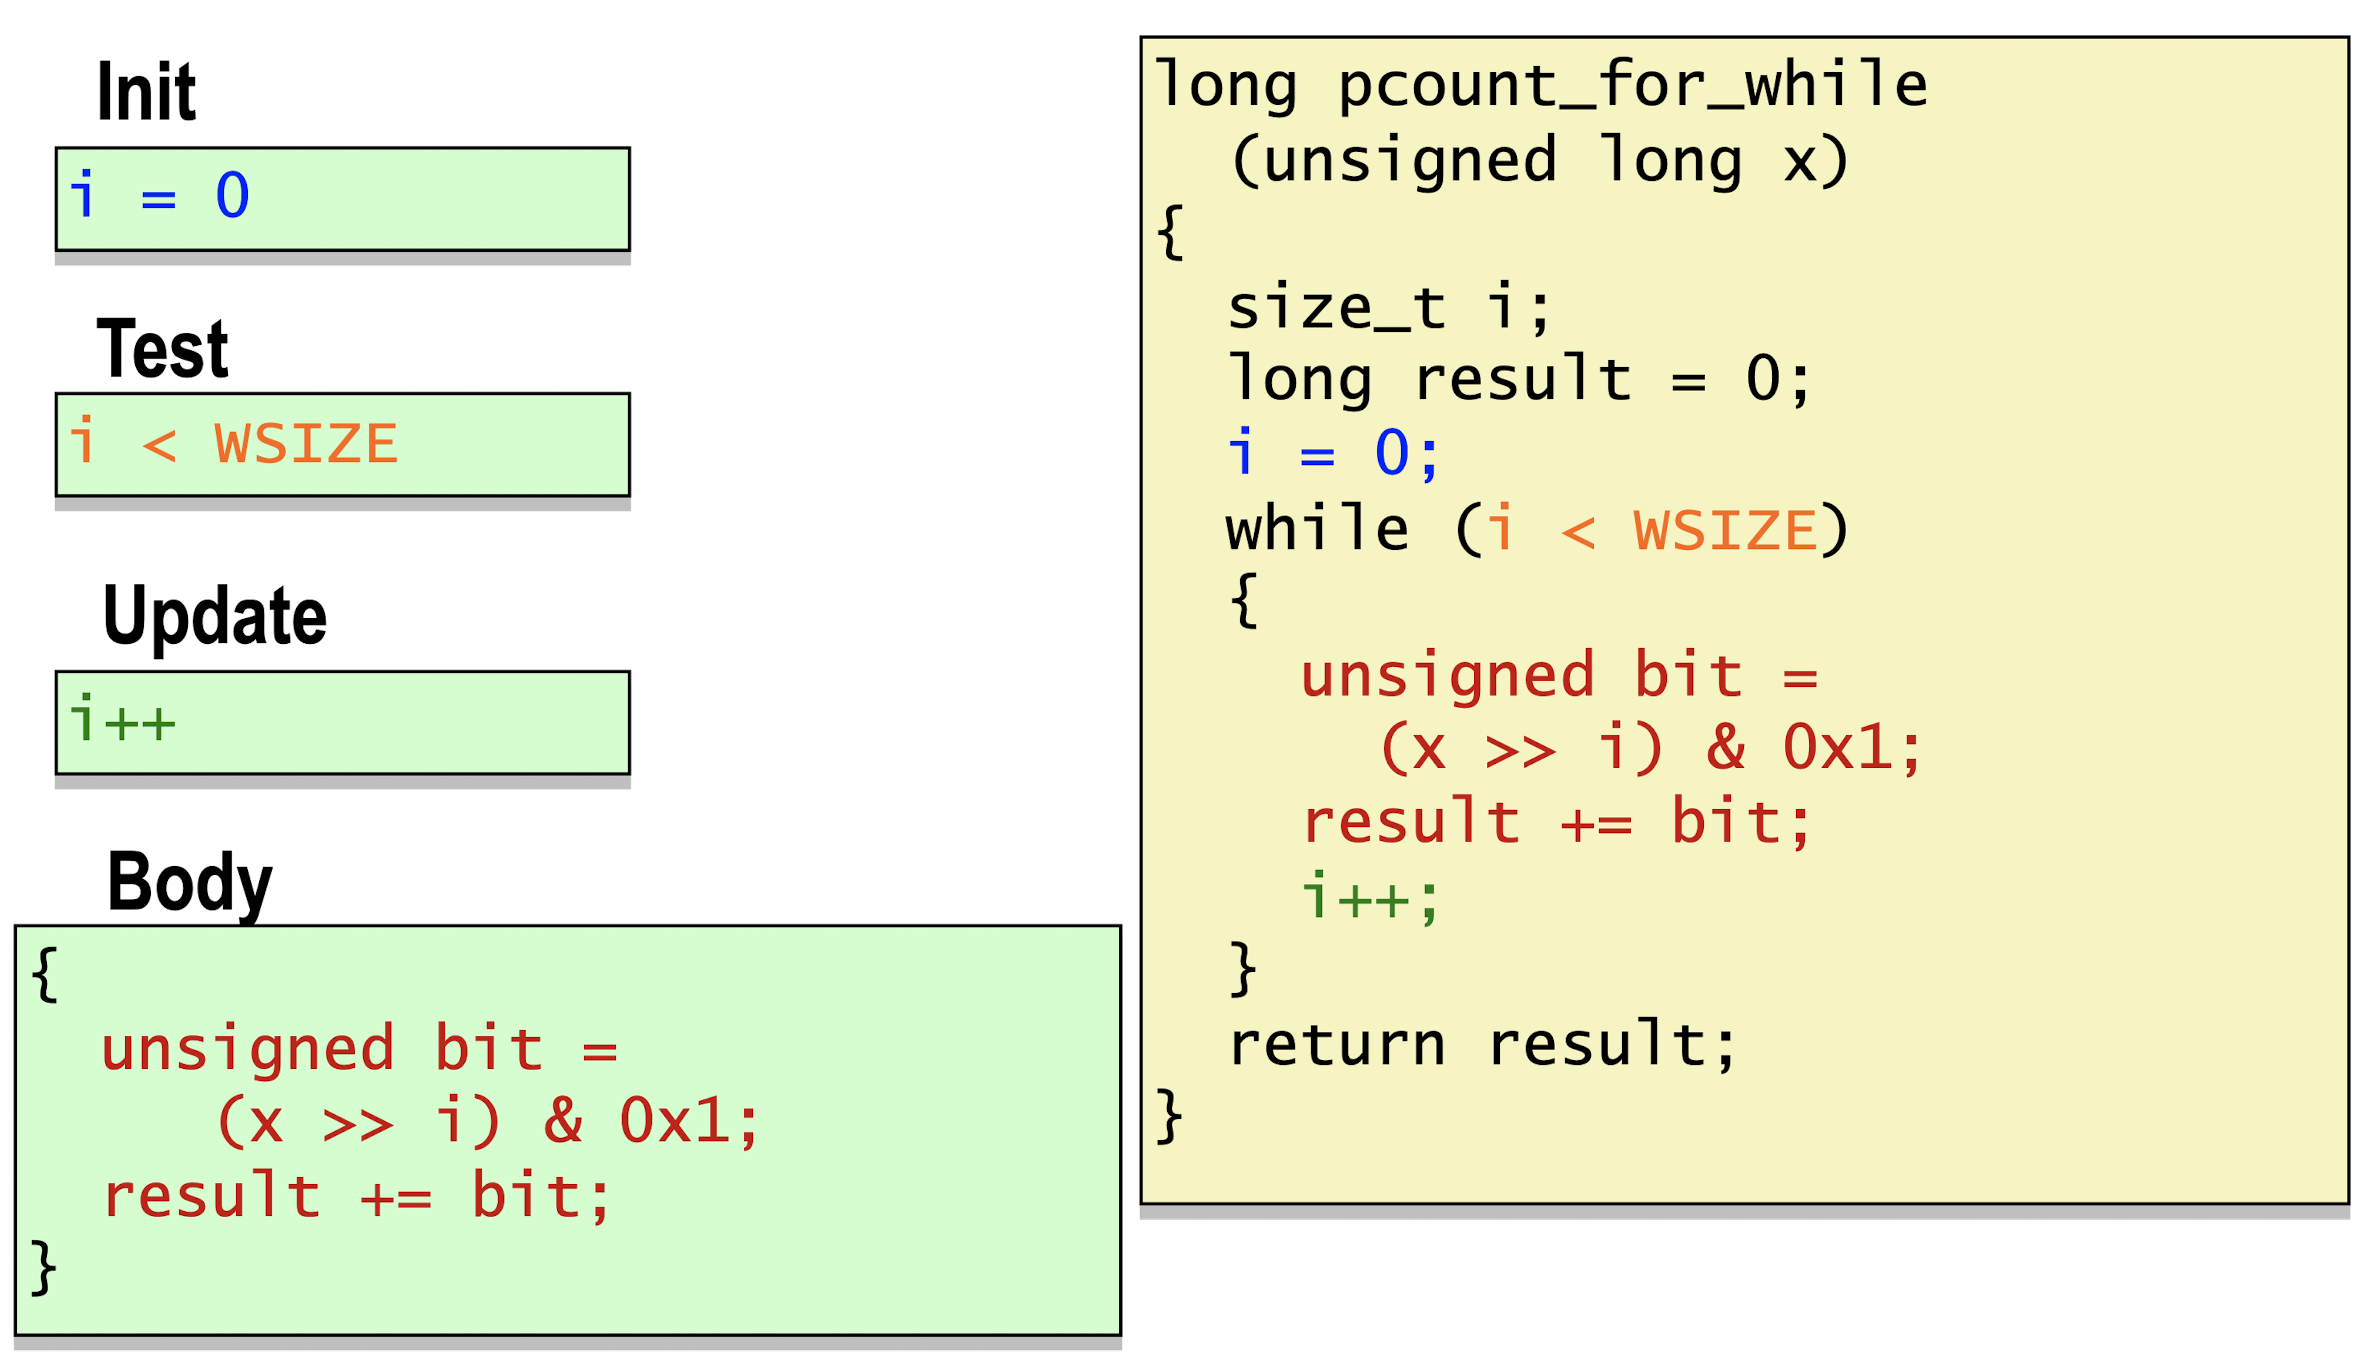 Init
i = 0
Test
i < WSIZE
Update
i++
Body
{
unsigned bit =
(x >> i) & 0x1;
result += bit;
}
long pcount_for_while
(unsigned long x)
{
size_t i;
long result = 0;
i = 0;
while (i < WSIZE)
{
unsigned bit =
(x >> i) & 0x1;
result += bit;
i++;
}
return result;
}